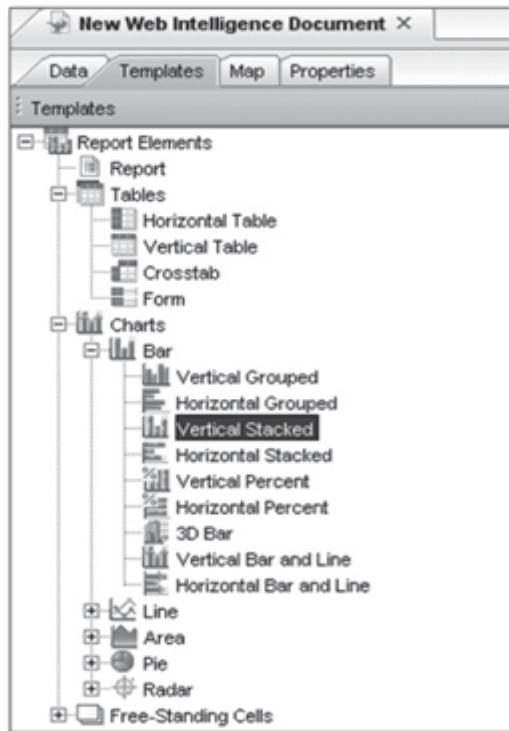 New Web Intelligence Document ×
Data Templates Map Properties
Templates
Report Elements
Report
Tables
Horizontal Table
Vertical Table
Crosstab
Form
Charts
Bar
Vertical Grouped
Horizontal Grouped
Vertical Stacked
Horizontal Stacked
Vertical Percent
Horizontal Percent
3D Bar
Vertical Bar and Line
Horizontal Bar and Line
Line
Area
Pie
Radar
Free-Standing Cells